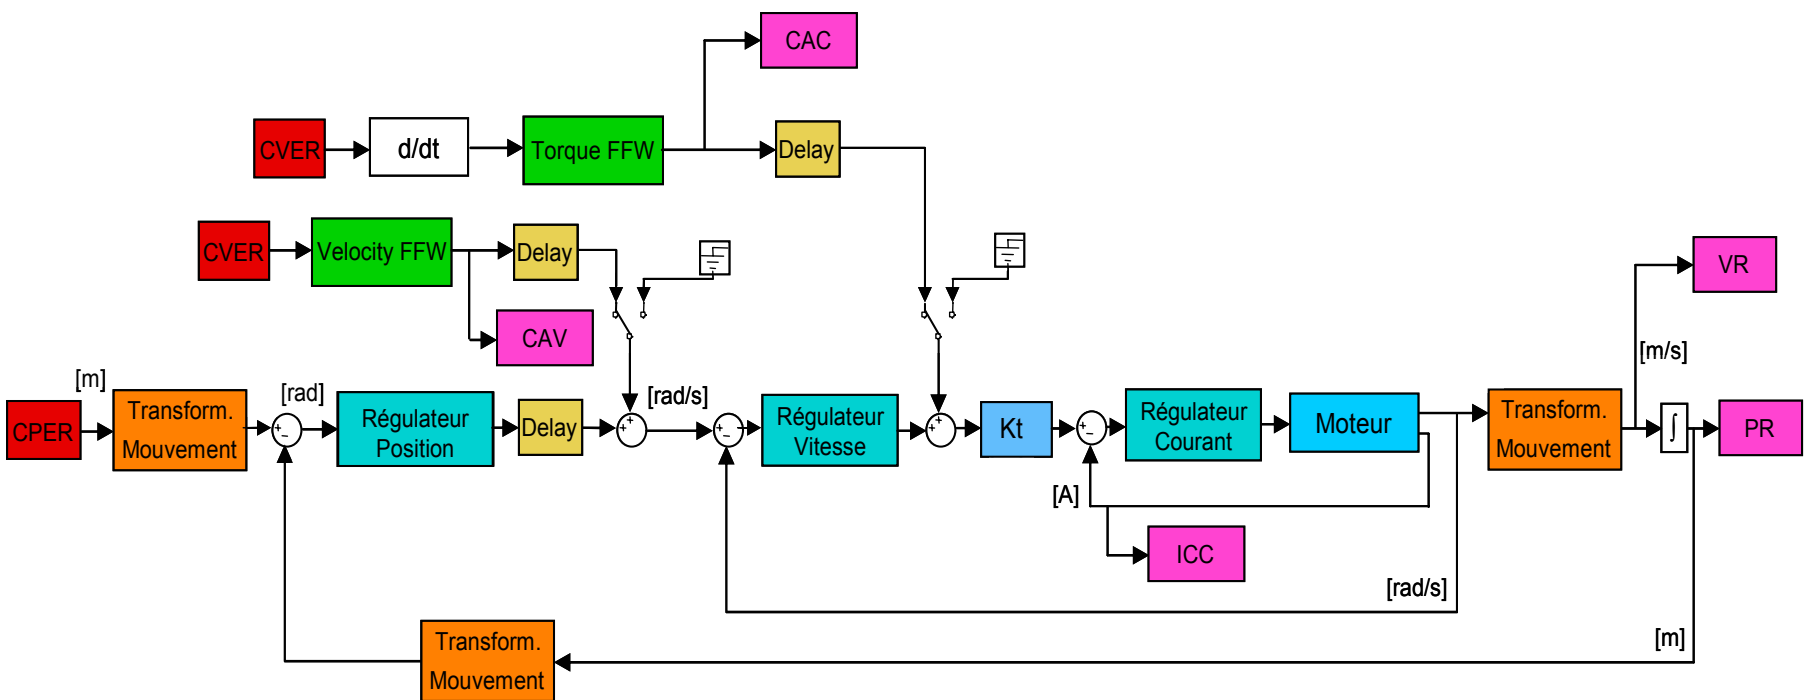 CAC
CVER
d/dt
Torque FFW
Delay
CVER
Velocity FFW
Delay
CAV
VR
[m/s]
[m]
[rad]
[rad/s]
CPER
Transform.
Mouvement
+
−
Régulateur
Position
Delay
+
+
+
−
Régulateur
Vitesse
+
+
Kt
+
−
Régulateur
Courant
Moteur
Transform.
Mouvement
∫
PR
[A]
ICC
[rad/s]
[m]
Transform.
Mouvement